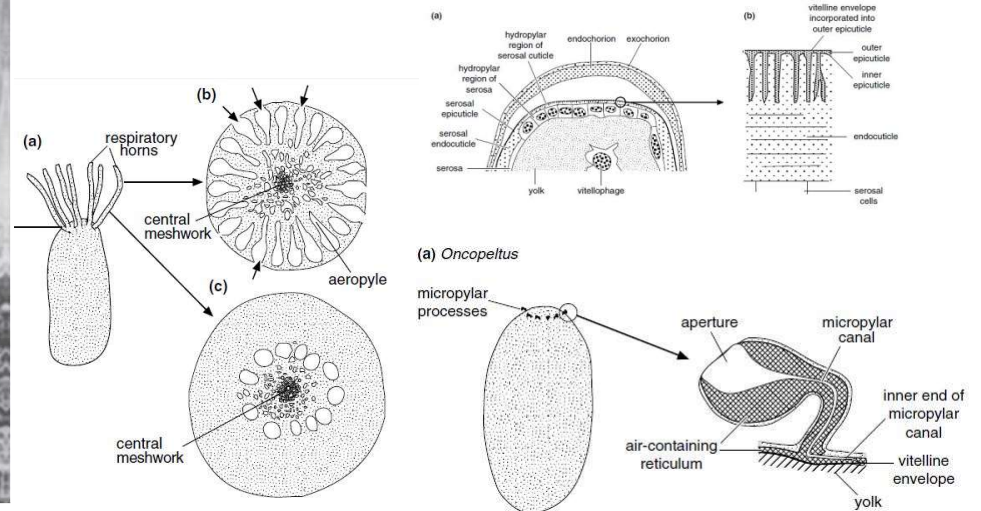 (a)
respiratory
horns
(b)
central
meshwork
aeropyle
(c)
central
meshwork
(a)
hydropylar
region of
serosal cuticle
endochorion
exochorion
hydropylar
region of
serosa
serosal
epicuticle
serosal
endocuticle
serosa
yolk
vitellophage
(b)
vitelline envelope
incorporated into
outer epicuticle
outer
epicuticle
inner
epicuticle
endocuticle
serosal
cells
(a) Oncopeltus
micropylar
processes
aperture
micropylar
canal
inner end of
micropylar
canal
air-containing
reticulum
vitelline
envelope
yolk